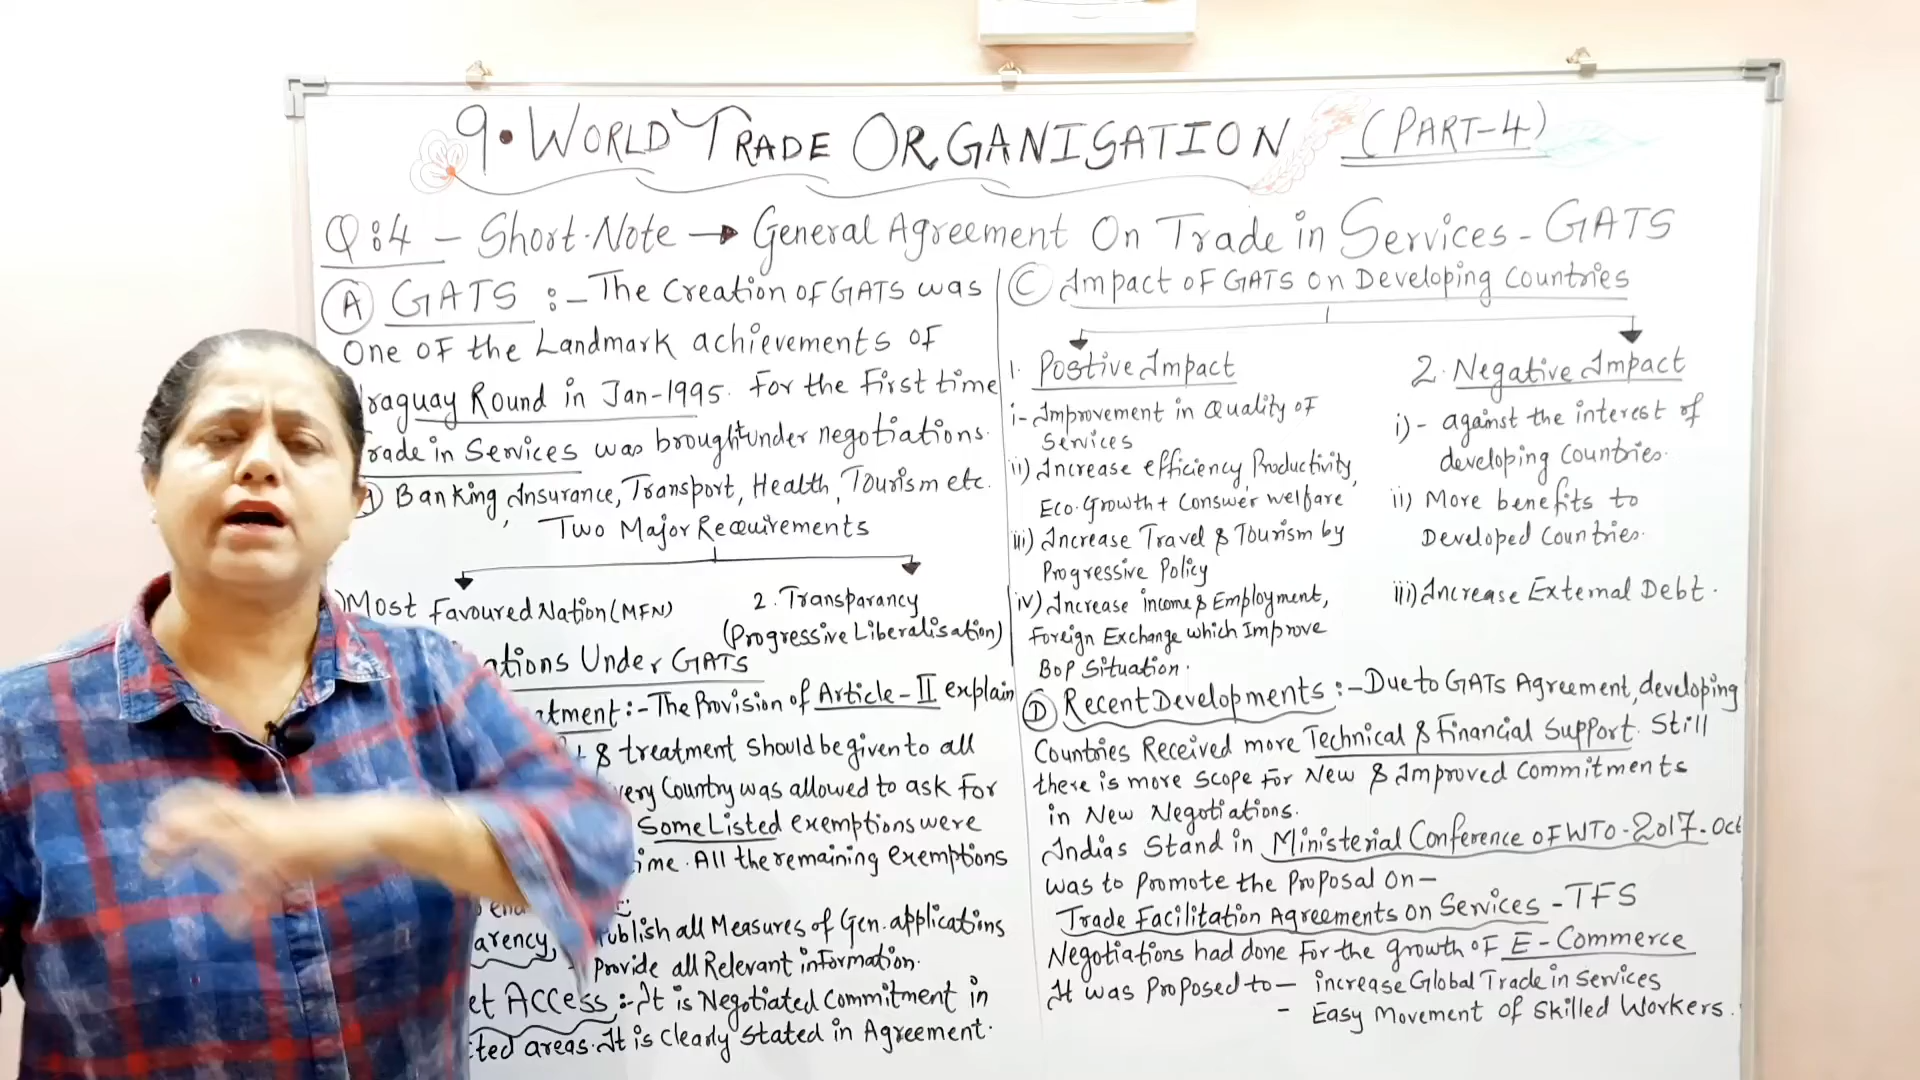 9. WORLD TRADE ORGANISATION (PART-4)
Q:4 - Short-Note → General Agreement On Trade in Services - GATS
(A) GATS :- The Creation of GATS was
One of the Landmark achievements of
raguay Round in Jan-1995. For the First time
rade in Services was brought under negotiations.
Banking, Insurance, Transport, Health, Tourism etc.
Two Major Requirements
Most Favoured Nation (MFN)
2. Transparancy
(Progressive Liberalisation)
ations Under GATS
atment :- The Provision of Article - II explain
& treatment should be given to all
very Country was allowed to ask for
Some Listed exemptions were
ime. All the remaining exemptions
arency, Publish all Measures of Gen. applications
- Provide all Relevant information.
et Access :- It is Negotiated Commitment in
cted areas. It is Clearly Stated in Agreement.
(C) Impact of GATS on Developing Countries
1. Postive Impact
i- Improvement in Quality of
Services
ii) Increase efficiency, Productivity,
Eco. Growth + Conswer welfare
iii) Increase Travel & Tourism by
Progressive Policy
iv) Increase income & Employment,
Foreign Exchange which Improve
BOP Situation.
2. Negative Impact
i) - against the interest of
developing Countries.
ii) More benefits to
Developed Countries.
iii) Increase External Debt.
(D) Recent Developments :- Due to GATS Agreement, developing
Countries Received more Technical & Financial Support. Still
there is more scope for New & Improved Commitments
in New Negotiations.
Indias Stand in Ministerial Conference of WTO - 2017 - Oct
was to promote the Proposal on -
Trade Facilitation Agreements on Services - TFS
Negotiations had done for the growth of E - Commerce
It was Proposed to - increase Global Trade in Services
- Easy Movement of Skilled Workers.